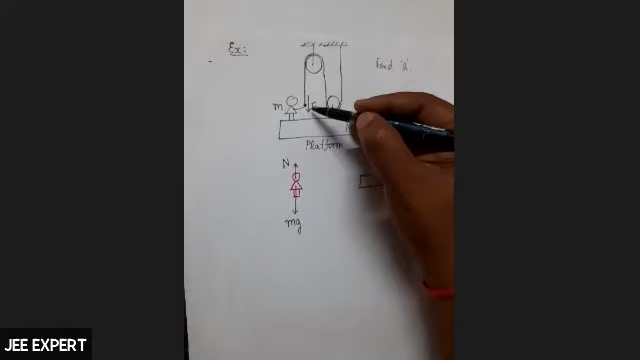 Ex:
find 'a'.
m
F
Platform
N
mg
JEE EXPERT